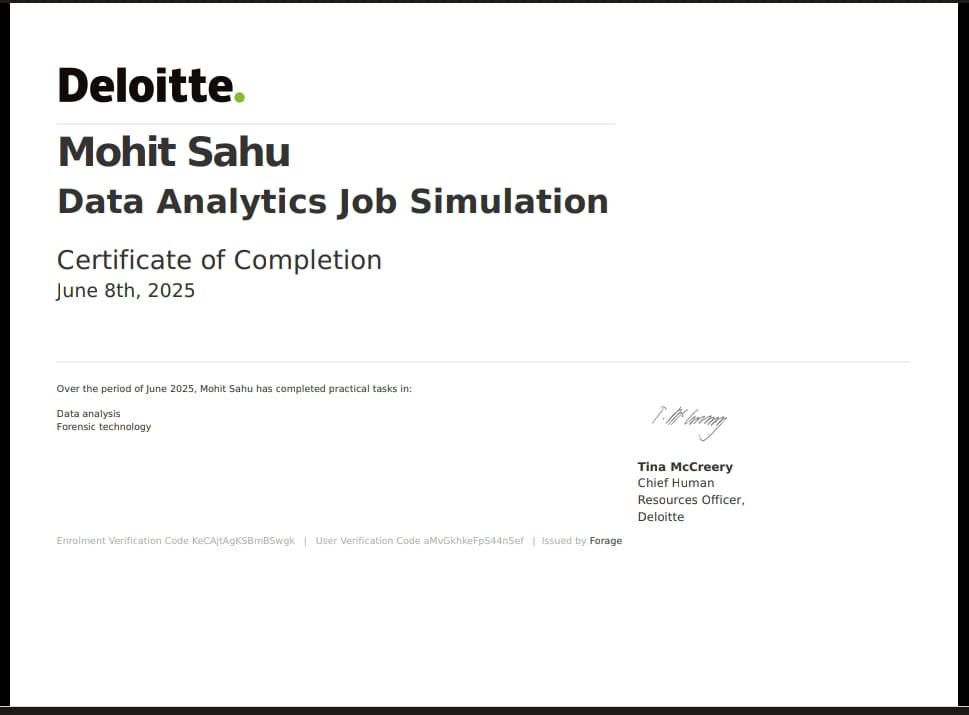 Deloitte.
Mohit Sahu
Data Analytics Job Simulation
Certificate of Completion
June 8th, 2025
Over the period of June 2025, Mohit Sahu has completed practical tasks in:
Data analysis
Forensic technology
T. McCreery
Tina McCreery
Chief Human
Resources Officer,
Deloitte
Enrolment Verification Code KeCAjtAgKSBmBSwgk | User Verification Code aMvGkhkeFpS44nSef | Issued by Forage